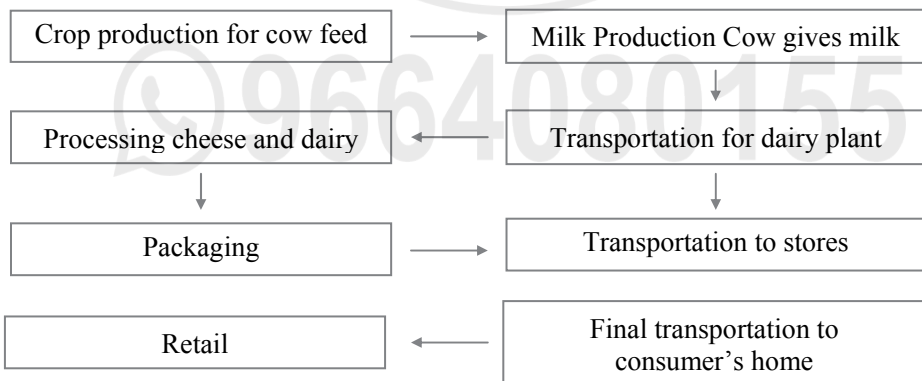 Crop production for cow feed
Milk Production Cow gives milk
Processing cheese and dairy
Transportation for dairy plant
Packaging
Transportation to stores
Retail
Final transportation to
consumer’s home
9664080155